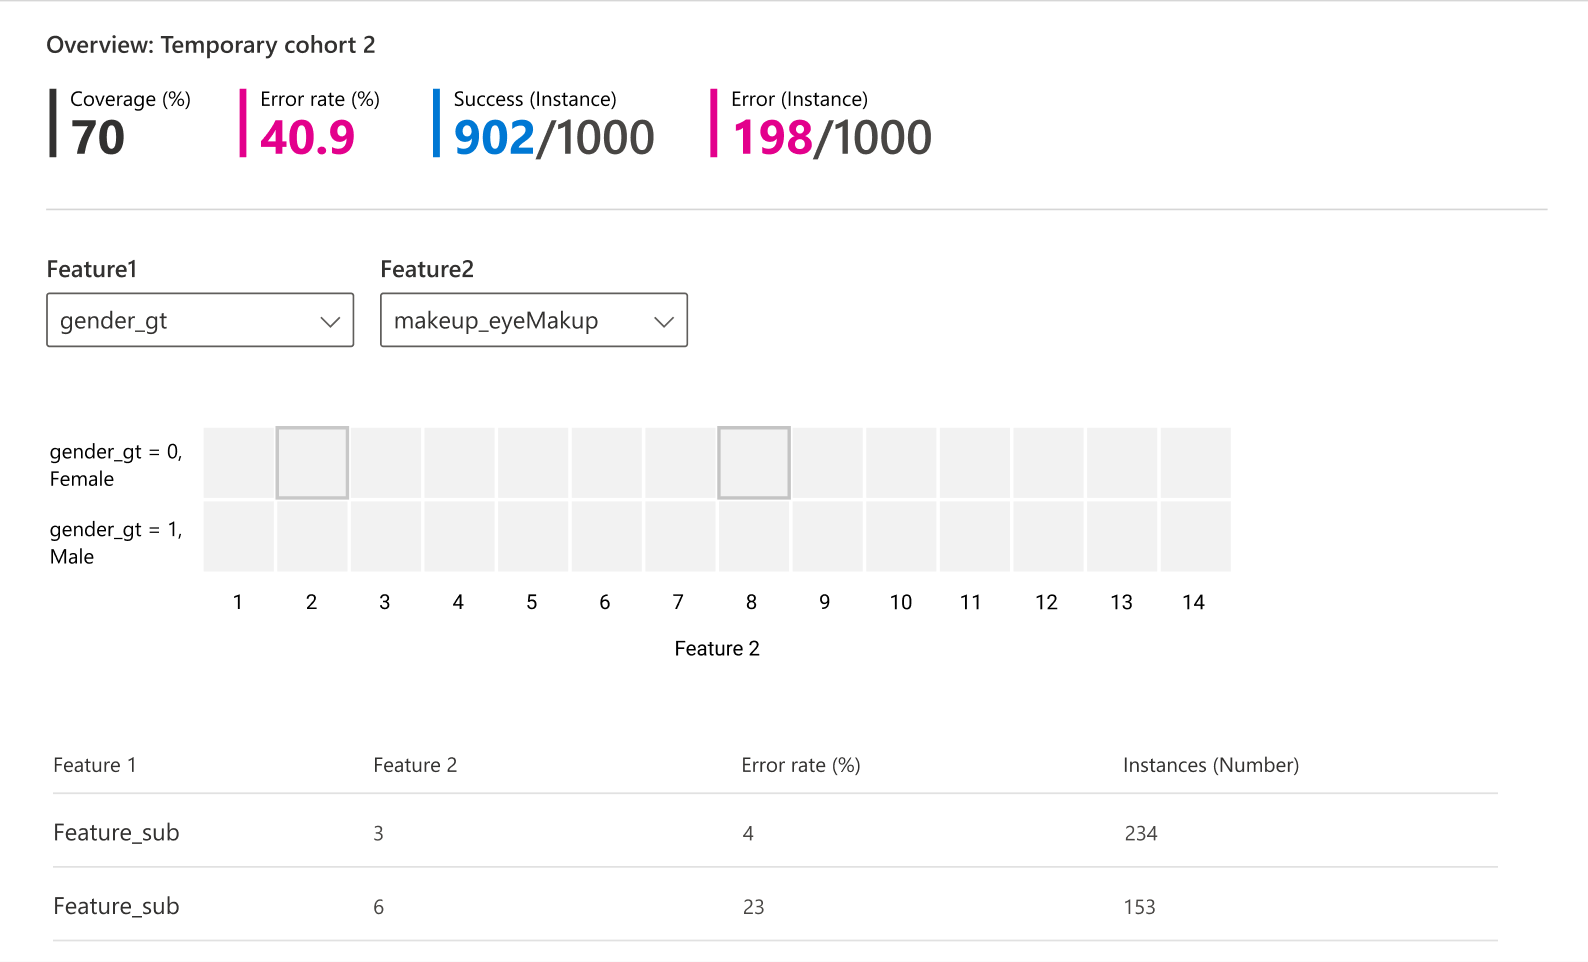 Overview: Temporary cohort 2
Coverage (%)
70
Error rate (%)
40.9
Success (Instance)
902/1000
Error (Instance)
198/1000
Feature1
gender_gt
Feature2
makeup_eyeMakup
gender_gt = 0,
Female
gender_gt = 1,
Male
1 2 3 4 5 6 7 8 9 10 11 12 13 14
Feature 2
Feature 1 Feature 2 Error rate (%) Instances (Number)
Feature_sub 3 4 234
Feature_sub 6 23 153